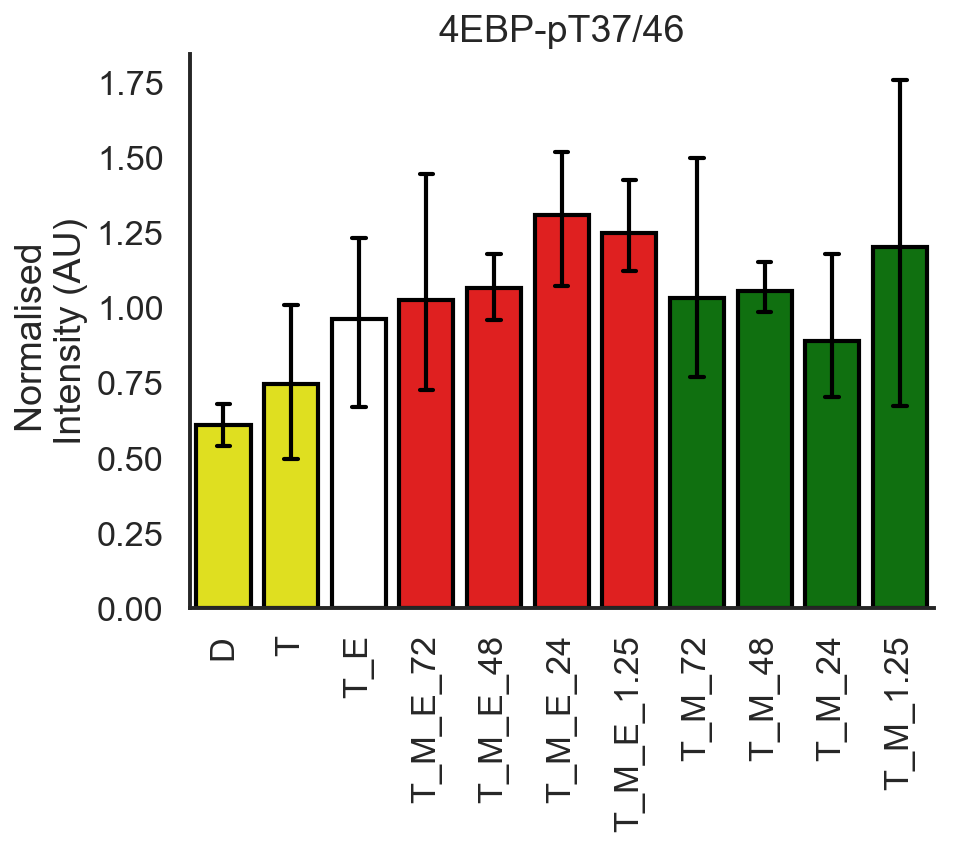 4EBP-pT37/46
Normalised
Intensity (AU)
1.75
1.50
1.25
1.00
0.75
0.50
0.25
0.00
D
T
T_E
T_M_E_72
T_M_E_48
T_M_E_24
T_M_E_1.25
T_M_72
T_M_48
T_M_24
T_M_1.25